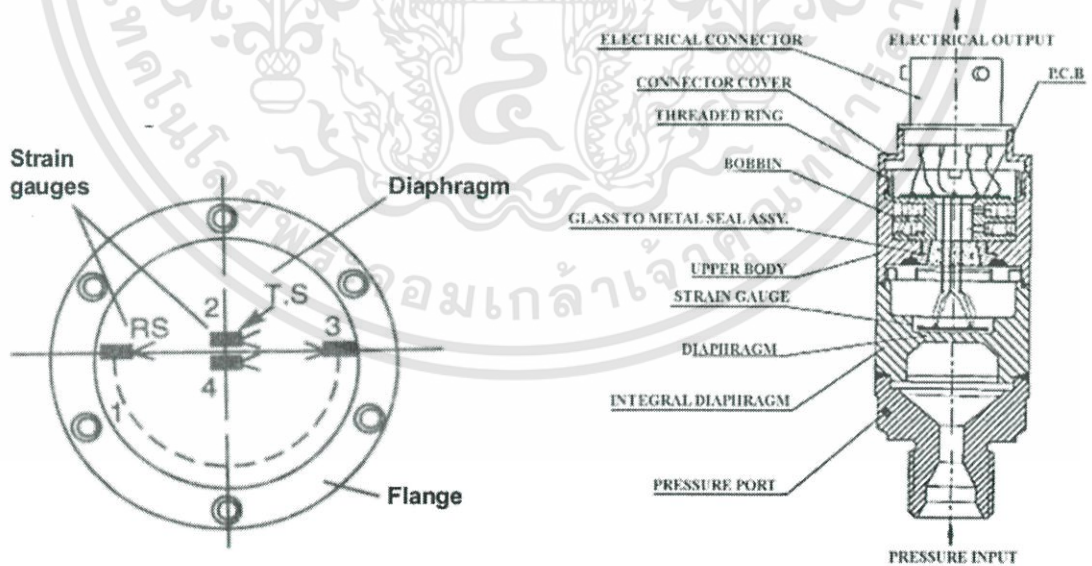 Strain
gauges
Diaphragm
RS
2
T.S
3
4
1
Flange
ELECTRICAL CONNECTOR
ELECTRICAL OUTPUT
P.C.B
CONNECTOR COVER
THREADED RING
BOBBIN
GLASS TO METAL SEAL ASSY.
UPPER BODY
STRAIN GAUGE
DIAPHRAGM
INTEGRAL DIAPHRAGM
PRESSURE PORT
PRESSURE INPUT